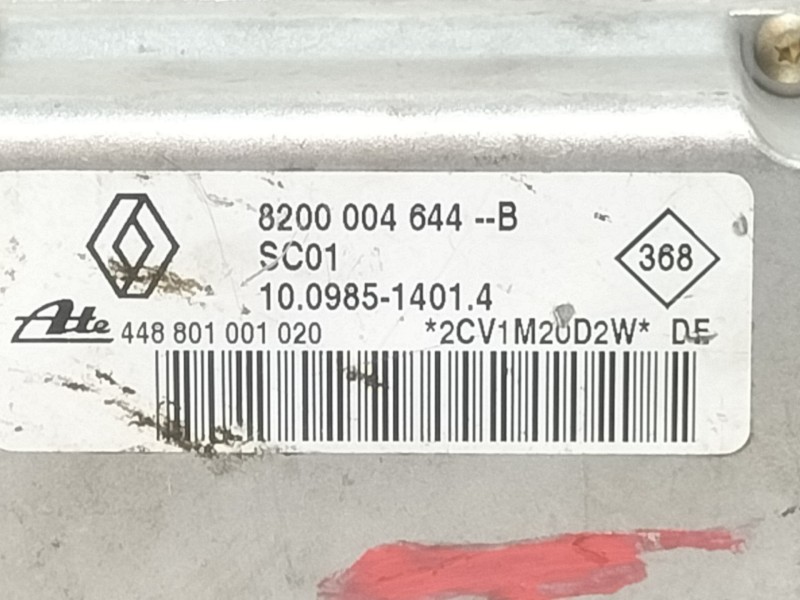 8200 004 644 --B
SC01
368
10.0985-1401.4
Ate 448 801 001 020 *2CV1M20D2W* DE